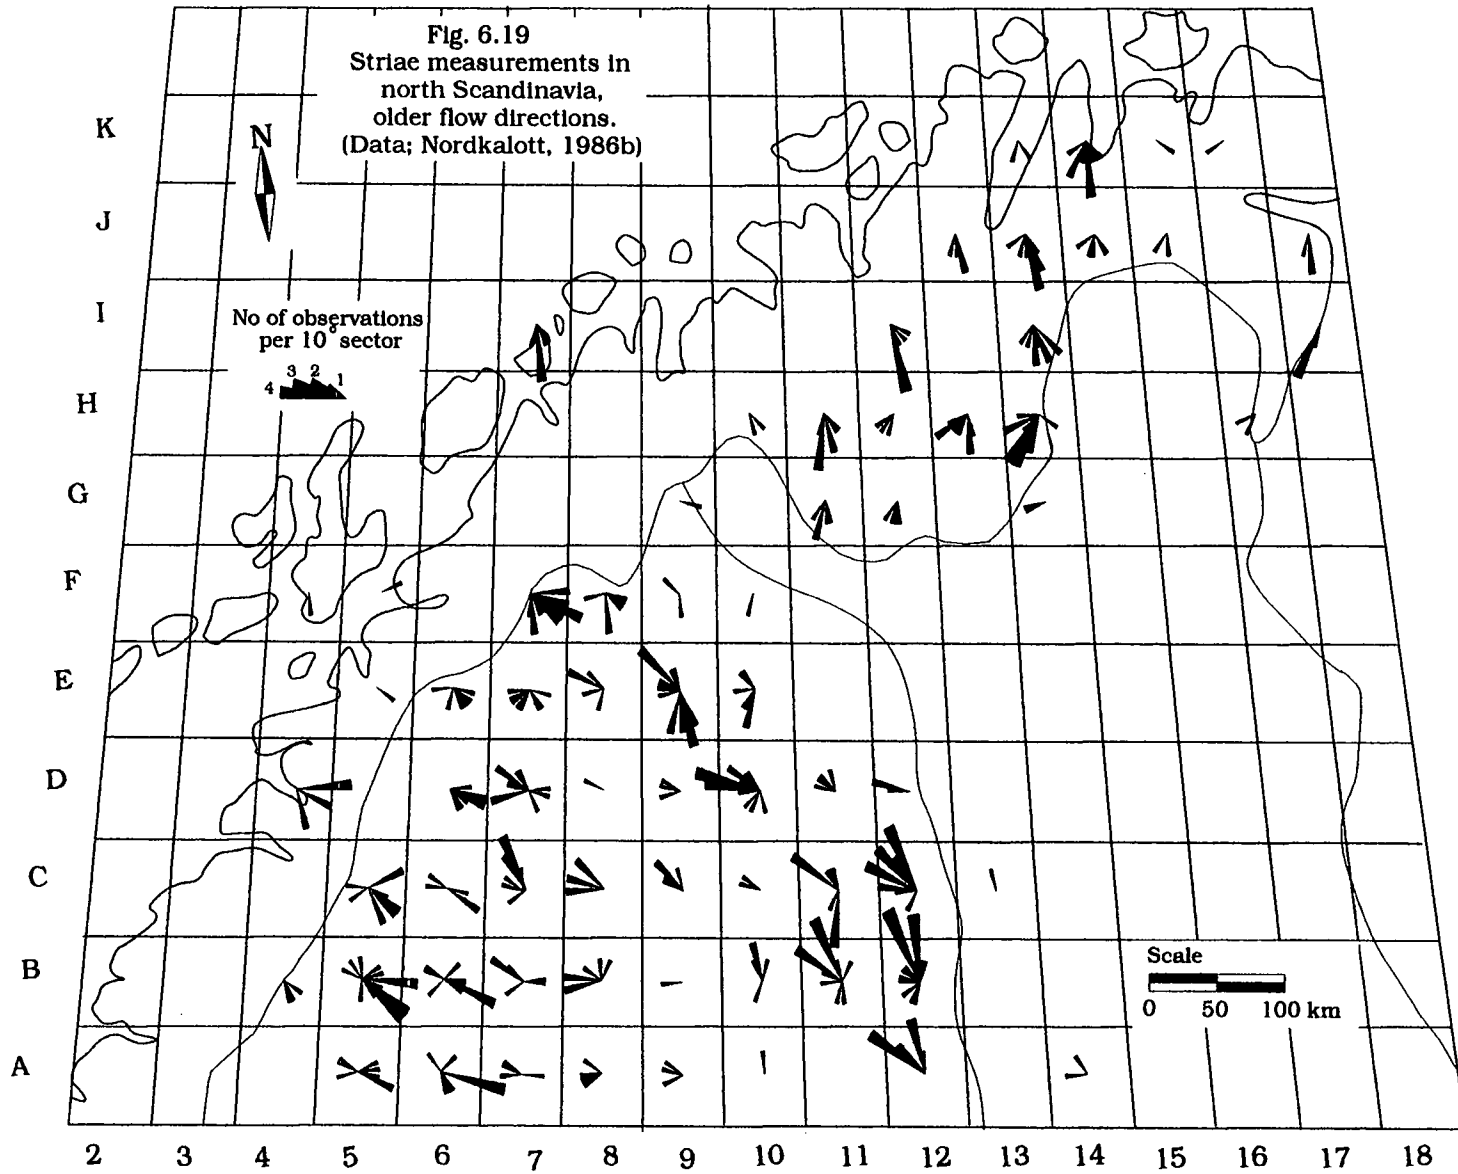 Fig. 6.19
Striae measurements in
north Scandinavia,
older flow directions.
(Data; Nordkalott, 1986b)
K
N
J
I
No of observations
per 10° sector
4 3 2 1
H
G
F
E
D
C
B
Scale
0 50 100 km
A
2 3 4 5 6 7 8 9 10 11 12 13 14 15 16 17 18